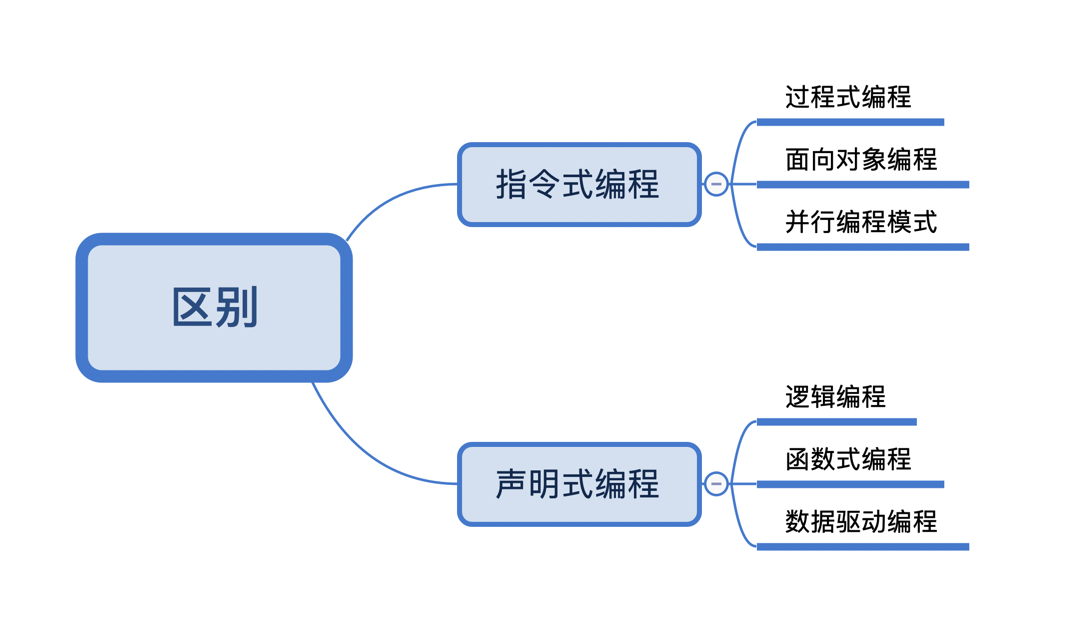 区别
指令式编程
过程式编程
面向对象编程
并行编程模式
声明式编程
逻辑编程
函数式编程
数据驱动编程